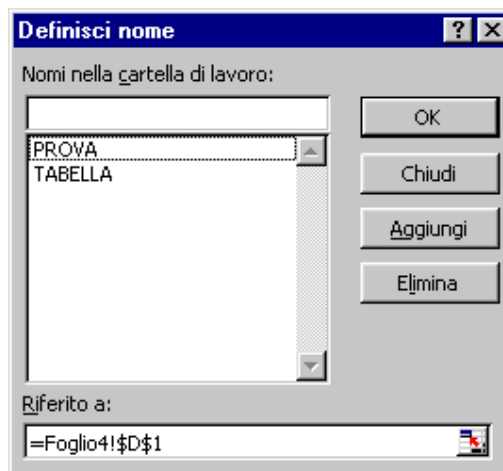 Definisci nome
Nomi nella cartella di lavoro:
OK
PROVA
TABELLA
Chiudi
Aggiungi
Elimina
Riferito a:
=Foglio4!$D$1